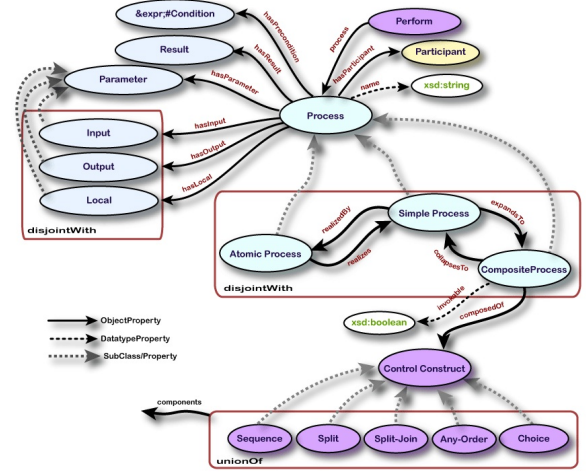 &expr;#Condition
Perform
hasPrecondition
process
Result
hasResult
hasParticipant
Participant
Parameter
hasParameter
name
xsd:string
Process
Input
hasInput
Output
hasOutput
Local
hasLocal
disjointWith
Simple Process
expandsTo
realizedBy
Atomic Process
realizes
collapsesTo
CompositeProcess
disjointWith
invokable
composedOf
xsd:boolean
ObjectProperty
DatatypeProperty
SubClass/Property
Control Construct
components
Sequence
Split
Split-Join
Any-Order
Choice
unionOf